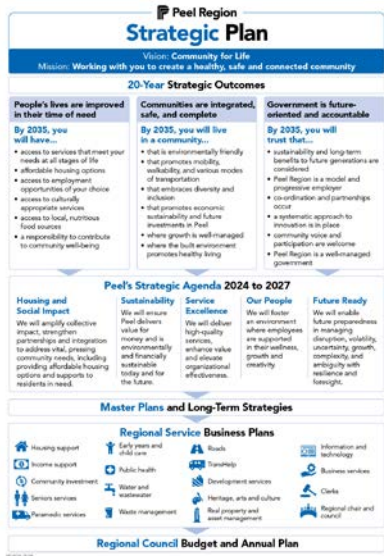 Peel Region
Strategic Plan
Vision: Community for Life
Mission: Working with you to create a healthy, safe and connected community
20-Year Strategic Outcomes
People's lives are improved
in their time of need
By 2035, you
will have...
• access to services that meet your
needs at all stages of life
• affordable housing options
• access to employment
opportunities of your choice
• access to culturally
appropriate services
• access to local, nutritional
food sources
• a responsibility to contribute
to community well-being
Communities are integrated,
safe, and complete
By 2035, you will live
in a community...
• that is environmentally friendly
• that promotes mobility,
walkability, and various modes
of transportation
• that embraces diversity and
inclusion
• that promotes economic
sustainability and future
investments in Peel
• where growth is well-managed
• where the built environment
promotes healthy living
Government is future-
oriented and accountable
By 2035, you will
trust that...
• sustainability and long-term
benefits to future generations are
considered
• Peel Region is a model and
progressive employer
• co-ordination and partnerships
occur
• a systematic approach to
innovation is in place
• community voice and
participation are welcome
• Peel Region is a well-managed
government
Peel's Strategic Agenda 2024 to 2027
Housing and
Social Impact
We will amplify collective
impact, strengthen
partnerships and integration
to address vital, pressing
community needs, including
providing affordable housing
options and supports to
residents in need.
Sustainability
We will ensure
Peel delivers
value for
money and is
environmentally
and financially
sustainable
today and for
the future.
Service
Excellence
We will deliver
high-quality
services,
enhance value
and elevate
organizational
effectiveness.
Our People
We will foster
an environment
where employees
are supported
in their wellness,
growth and
creativity.
Future Ready
We will enable
future preparedness
in managing
disruption, volatility,
uncertainty, growth,
complexity, and
ambiguity with
resilience and
foresight.
Master Plans and Long-Term Strategies
Regional Service Business Plans
Housing support
Income support
Community investment
Seniors services
Paramedic services
Early years and
child care
Public health
Water and
wastewater
Waste management
Roads
TransHelp
Development services
Heritage, arts and culture
Real property and
asset management
Information and
technology
Business services
Clerks
Regional chair and
council
Regional Council Budget and Annual Plan